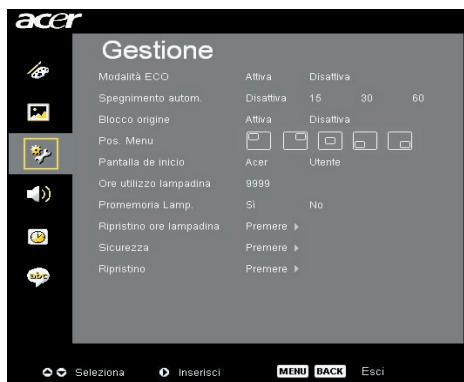 acer
Gestione
Modalità ECO Attiva Disattiva
Spegnimento autom. Disattiva 15 30 60
Blocco origine Attiva Disattiva
Pos. Menu
Pantalla de inicio Acer Utente
Ore utilizzo lampadina 9999
Promemoria Lamp. Sì No
Ripristino ore lampadina Premere
Sicurezza Premere
Ripristino Premere
abc
Seleziona Inserisci MENU BACK Esci